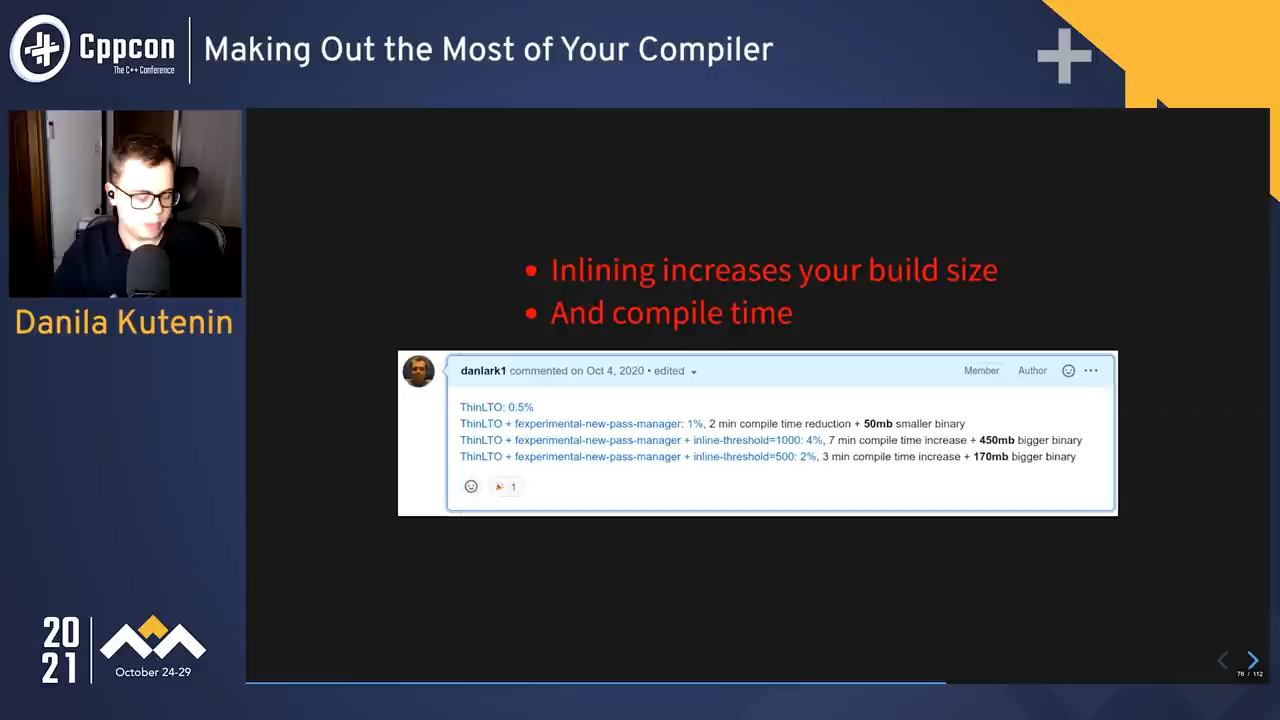 Cppcon
The C++ Conference
Making Out the Most of Your Compiler
Danila Kutenin
Inlining increases your build size
And compile time
danlark1 commented on Oct 4, 2020 • edited
Member
Author
ThinLTO: 0.5%
ThinLTO + fexperimental-new-pass-manager: 1%, 2 min compile time reduction + 50mb smaller binary
ThinLTO + fexperimental-new-pass-manager + inline-threshold=1000: 4%, 7 min compile time increase + 450mb bigger binary
ThinLTO + fexperimental-new-pass-manager + inline-threshold=500: 2%, 3 min compile time increase + 170mb bigger binary
1
20
21
October 24-29
78 / 112